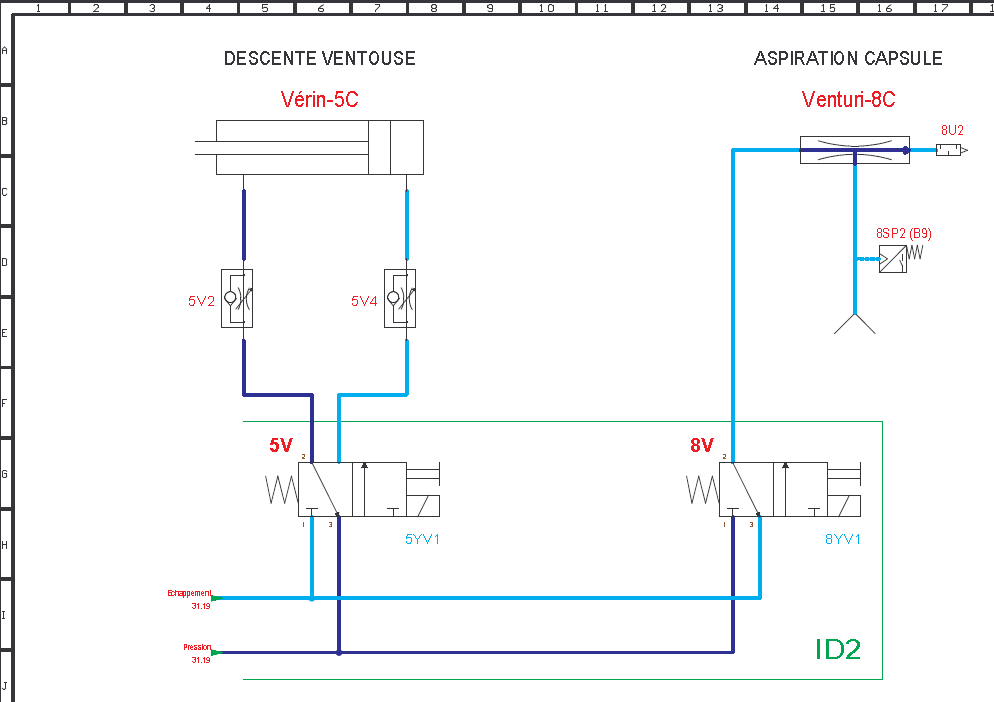 1 2 3 4 5 6 7 8 9 10 11 12 13 14 15 16 17 1
A
DESCENTE VENTOUSE ASPIRATION CAPSULE
Vérin-5C Venturi-8C
B
8U2
C
8SP2 (B9)
D
5V2 5V4
E
F
5V 8V
2 2
G
1 3 1 3
5YV1 8YV1
H
Echappement
31.19
I
Pression
31.19
ID2
J